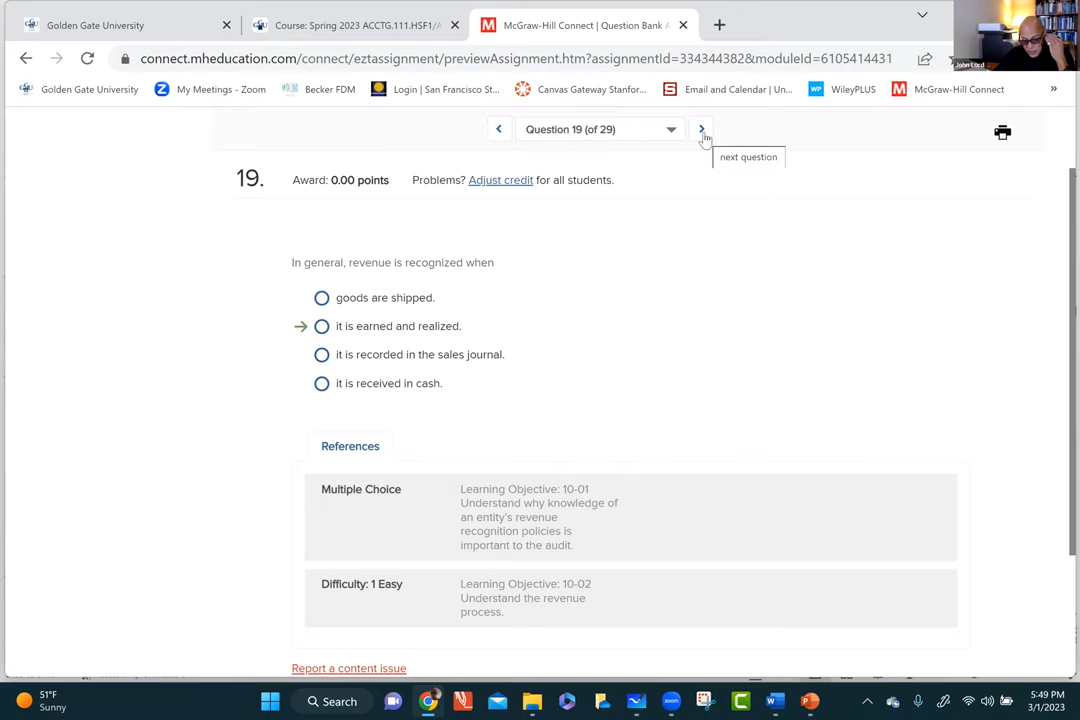 Golden Gate University
Course: Spring 2023 ACCTG.111.HSF1/A
McGraw-Hill Connect | Question Bank A
connect.mheducation.com/connect/eztassignment/previewAssignment.htm?assignmentId=334344382&moduleId=6105414431
John Lord
Golden Gate University
My Meetings - Zoom
Becker FDM
Login | San Francisco St...
Canvas Gateway Stanfor...
Email and Calendar | Un...
WileyPLUS
McGraw-Hill Connect
Question 19 (of 29)
next question
19. Award: 0.00 points Problems? Adjust credit for all students.
In general, revenue is recognized when
goods are shipped.
it is earned and realized.
it is recorded in the sales journal.
it is received in cash.
References
Multiple Choice
Learning Objective: 10-01
Understand why knowledge of
an entity's revenue
recognition policies is
important to the audit.
Difficulty: 1 Easy
Learning Objective: 10-02
Understand the revenue
process.
Report a content issue
51°F
Sunny
Search
5:49 PM
3/1/2023